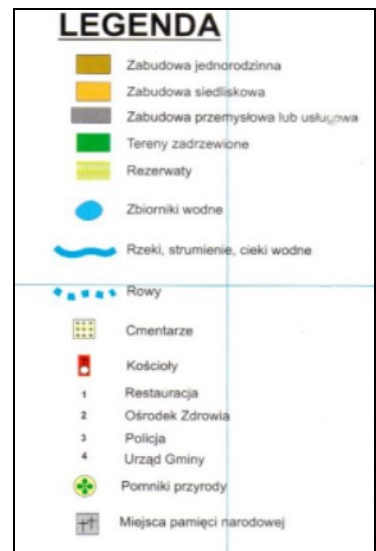 LEGENDA
Zabudowa jednorodzinna
Zabudowa siedliskowa
Zabudowa przemysłowa lub usługowa
Tereny zadrzewione
Rezerwaty
Zbiorniki wodne
Rzeki, strumienie, cieki wodne
Rowy
Cmentarze
Kościoły
1 Restauracja
2 Ośrodek Zdrowia
3 Policja
4 Urząd Gminy
Pomniki przyrody
Miejsca pamięci narodowej